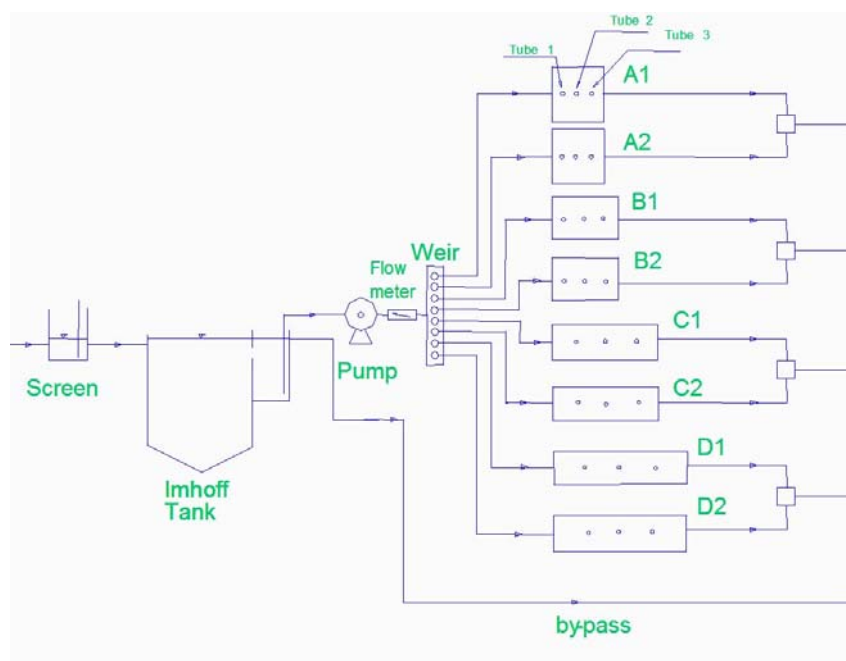 Tube 1
Tube 2
Tube 3
A1
A2
B1
B2
Weir
Flow
meter
C1
C2
Pump
Screen
D1
D2
Imhoff
Tank
by-pass